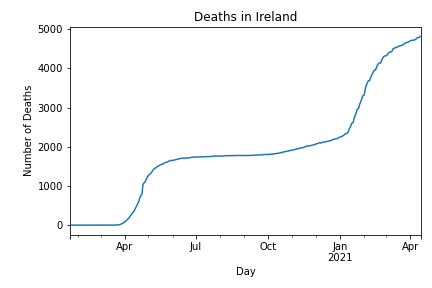 Deaths in Ireland
Number of Deaths
5000
4000
3000
2000
1000
0
Apr
Jul
Oct
Jan
2021
Apr
Day